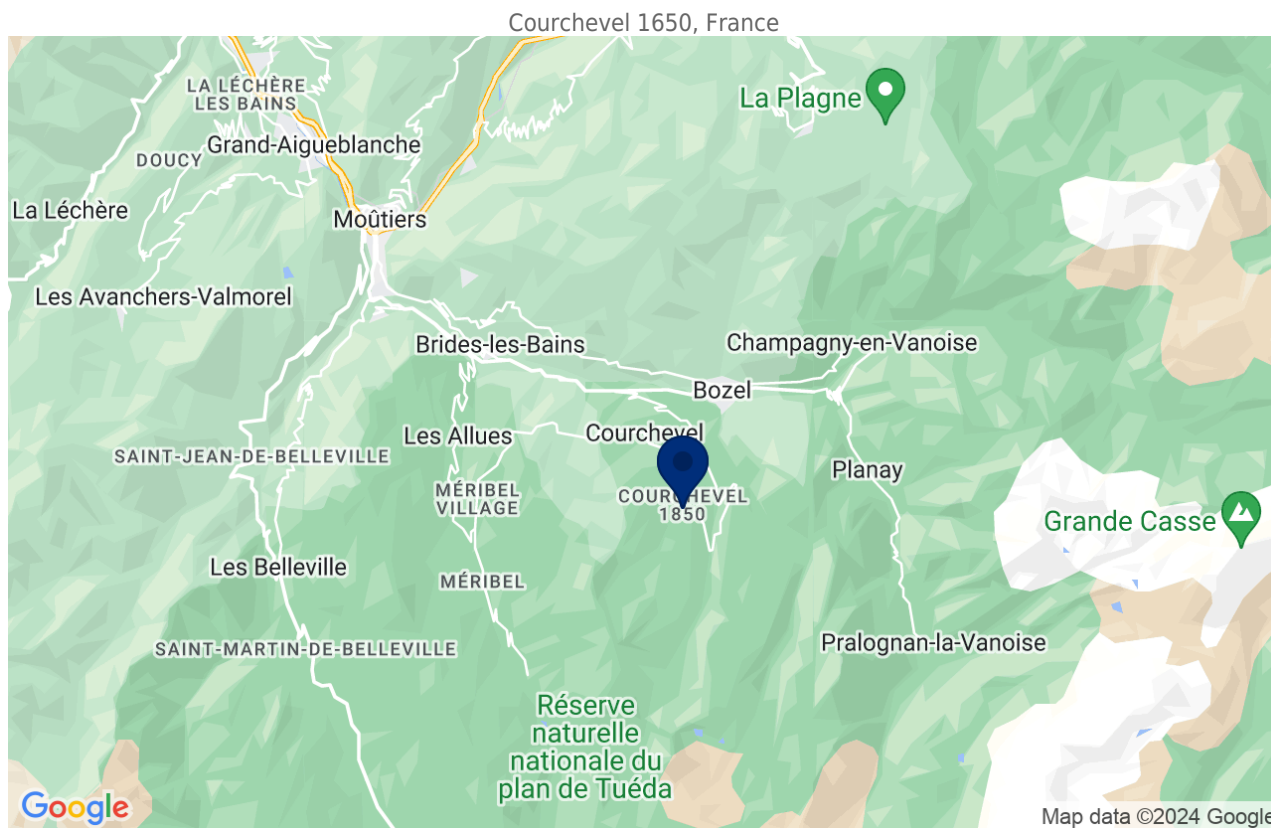 Courchevel 1650, France
LA LÉCHÈRE
LES BAINS
La Plagne
Grand-Aigueblanche
DOUCY
La Léchère
Moûtiers
Les Avanchers-Valmorel
Brides-les-Bains
Champagny-en-Vanoise
Bozel
Les Allues
Courchevel
SAINT-JEAN-DE-BELLEVILLE
Planay
MÉRIBEL
VILLAGE
COURCHEVEL
1850
Grande Casse
Les Belleville
MÉRIBEL
SAINT-MARTIN-DE-BELLEVILLE
Pralognan-la-Vanoise
Réserve
naturelle
nationale du
plan de Tuéda
Google
Map data ©2024 Google